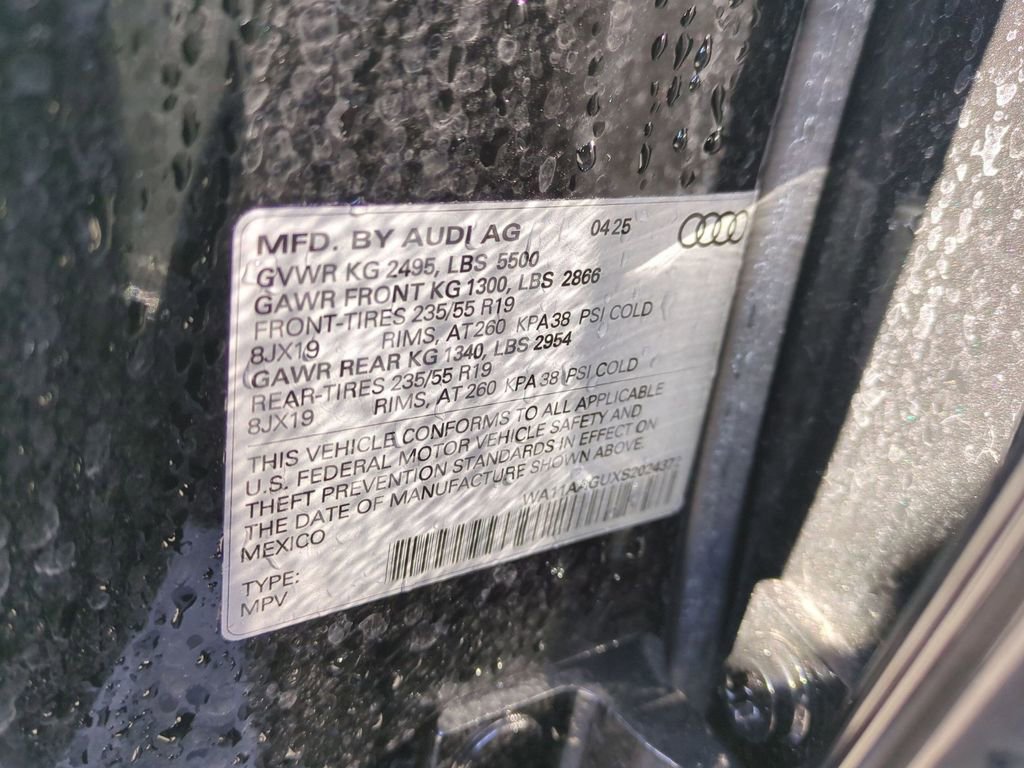 MFD. BY AUDI AG 04 25
GVWR KG 2495, LBS 5500
GAWR FRONT KG 1300, LBS 2866
FRONT-TIRES 235/55 R19
8JX19 RIMS, AT 260 KPA 38 PSI COLD
GAWR REAR KG 1340, LBS 2954
REAR-TIRES 235/55 R19
8JX19 RIMS, AT 260 KPA 38 PSI COLD
THIS VEHICLE CONFORMS TO ALL APPLICABLE
U.S. FEDERAL MOTOR VEHICLE SAFETY AND
THEFT PREVENTION STANDARDS IN EFFECT ON
THE DATE OF MANUFACTURE SHOWN ABOVE.
MEXICO
TYPE:
MPV